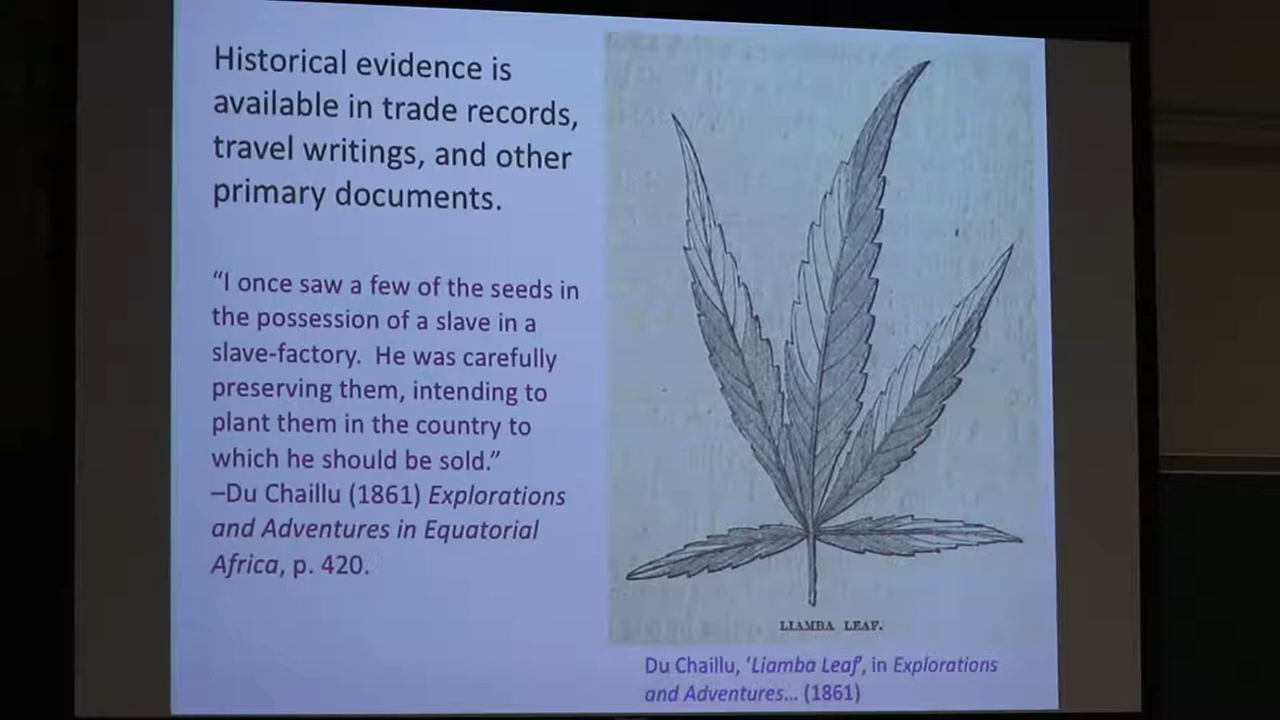 Historical evidence is
available in trade records,
travel writings, and other
primary documents.
“I once saw a few of the seeds in
the possession of a slave in a
slave-factory.  He was carefully
preserving them, intending to
plant them in the country to
which he should be sold.”
–Du Chaillu (1861) Explorations
and Adventures in Equatorial
Africa, p. 420.
LIAMBA LEAF.
Du Chaillu, ‘Liamba Leaf’, in Explorations
and Adventures... (1861)